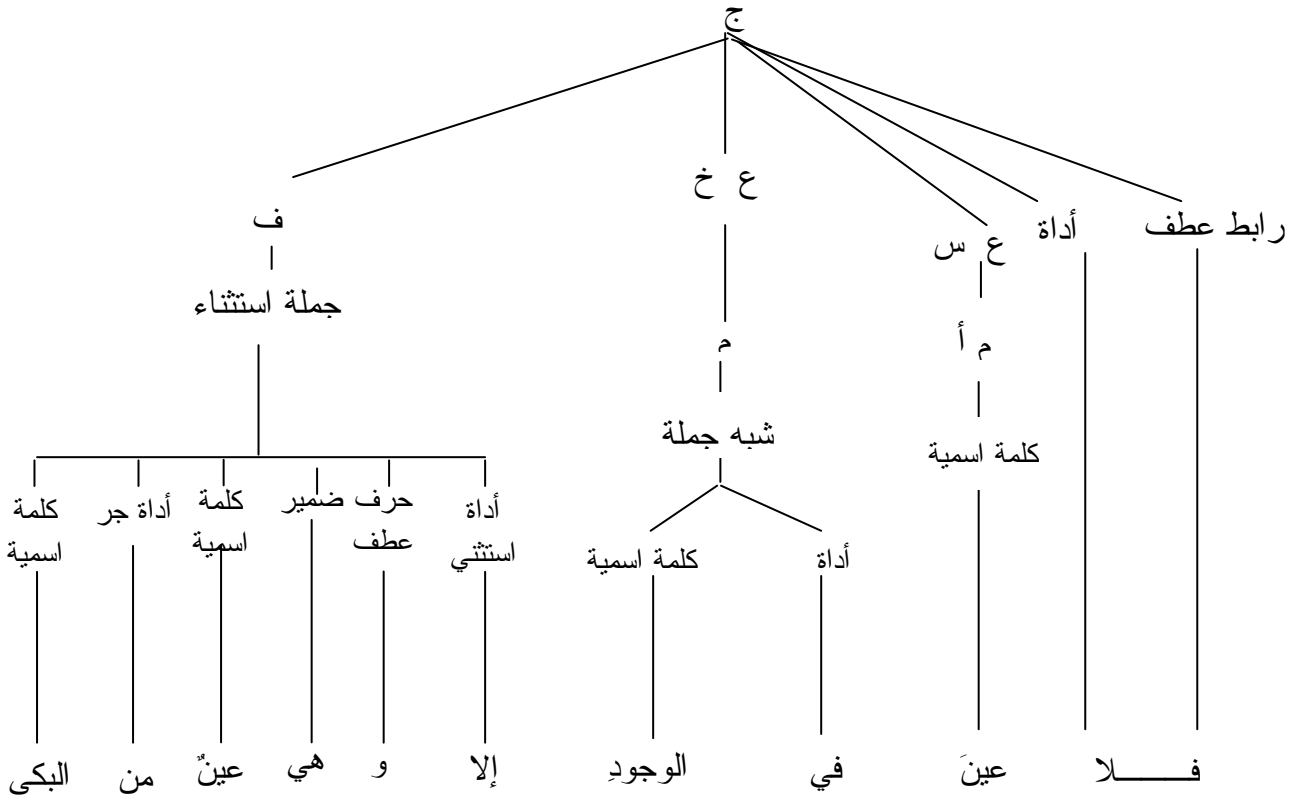 ج
ع خ
رابط عطف أداة ع س ف
جملة استثناء
م أ م
شبه جملة
كلمة اسمية
أداة استثني حرف عطف ضمير كلمة اسمية أداة جر كلمة اسمية
أداة كلمة اسمية
فـــــلا عينَ في الوجودِ إلا و هي عينٌ من البكى